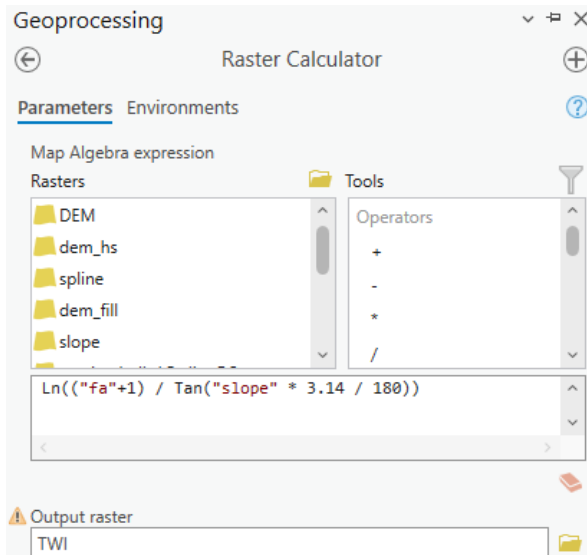 Geoprocessing
Raster Calculator
Parameters Environments
Map Algebra expression
Rasters Tools
DEM
dem_hs
spline
dem_fill
slope
Operators
+
-
*
/
Ln(("fa"+1) / Tan("slope" * 3.14 / 180))
Output raster
TWI